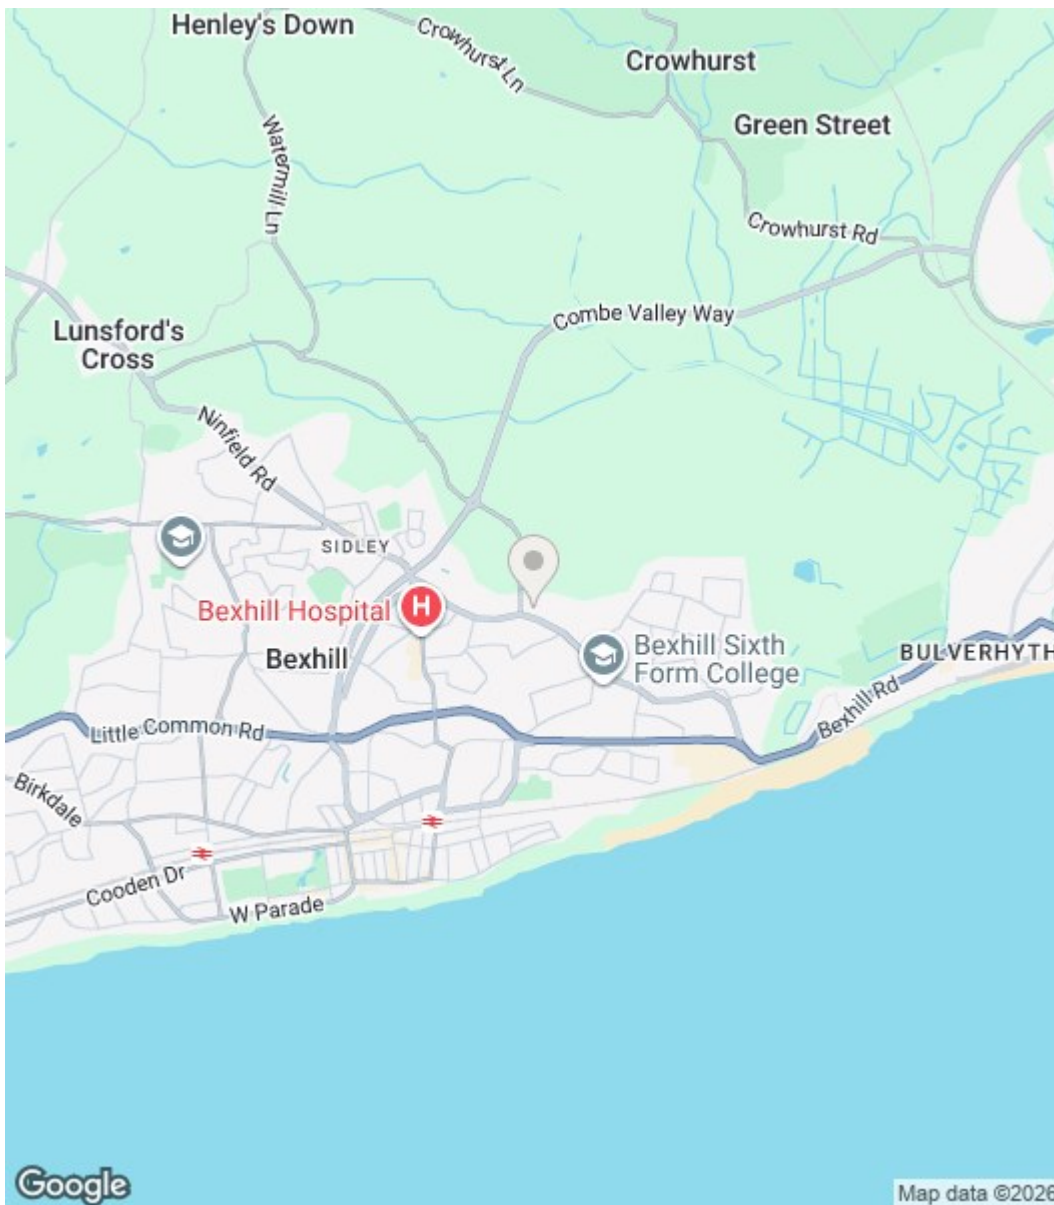 Henley's Down
Crowhurst Ln
Crowhurst
Green Street
Watermill Ln
Crowhurst Rd
Combe Valley Way
Lunsford's
Cross
Ninfield Rd
SIDLEY
Bexhill Hospital
H
Bexhill
Bexhill Sixth
Form College
BULVERHYTH
Bexhill Rd
Little Common Rd
Birkdale
Cooden Dr
W Parade
Google
Map data ©2026